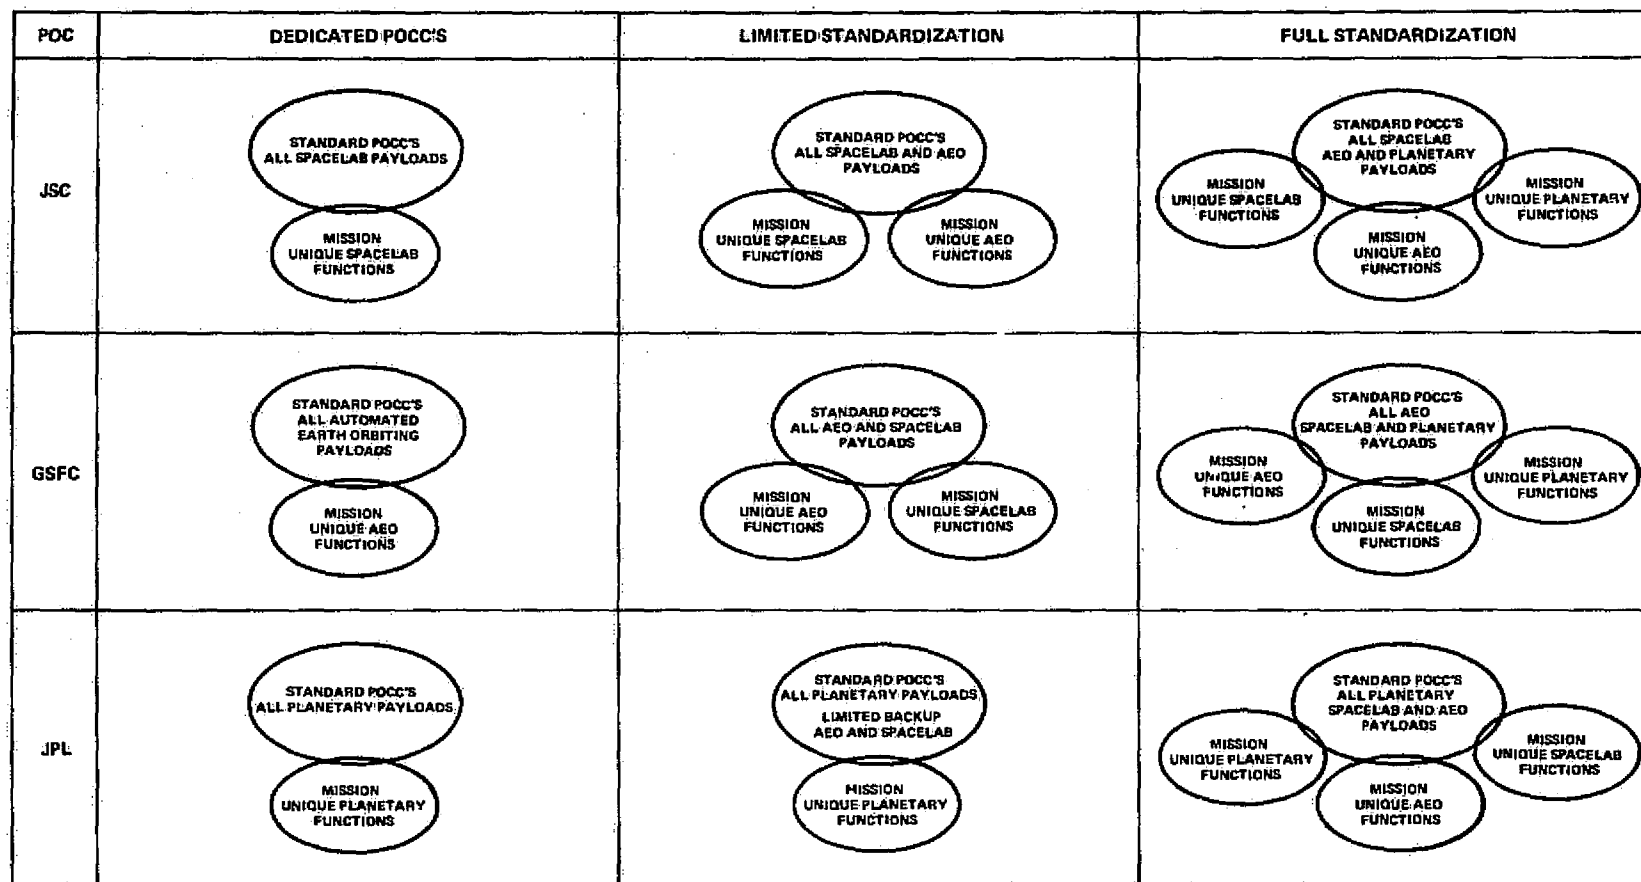 POC
DEDICATED POCC'S
LIMITED STANDARDIZATION
FULL STANDARDIZATION
JSC
STANDARD POCC'S
ALL SPACELAB PAYLOADS
MISSION
UNIQUE SPACELAB
FUNCTIONS
STANDARD POCC'S
ALL SPACELAB AND AEO
PAYLOADS
MISSION
UNIQUE SPACELAB
FUNCTIONS
MISSION
UNIQUE AEO
FUNCTIONS
STANDARD POCC'S
ALL SPACELAB
AEO AND PLANETARY
PAYLOADS
MISSION
UNIQUE SPACELAB
FUNCTIONS
MISSION
UNIQUE AEO
FUNCTIONS
MISSION
UNIQUE PLANETARY
FUNCTIONS
GSFC
STANDARD POCC'S
ALL AUTOMATED
EARTH ORBITING
PAYLOADS
MISSION
UNIQUE AEO
FUNCTIONS
STANDARD POCC'S
ALL AEO AND SPACELAB
PAYLOADS
MISSION
UNIQUE AEO
FUNCTIONS
MISSION
UNIQUE SPACELAB
FUNCTIONS
STANDARD POCC'S
ALL AEO
SPACELAB AND PLANETARY
PAYLOADS
MISSION
UNIQUE AEO
FUNCTIONS
MISSION
UNIQUE SPACELAB
FUNCTIONS
MISSION
UNIQUE PLANETARY
FUNCTIONS
JPL
STANDARD POCC'S
ALL PLANETARY PAYLOADS
MISSION
UNIQUE PLANETARY
FUNCTIONS
STANDARD POCC'S
ALL PLANETARY PAYLOADS
LIMITED BACKUP
AEO AND SPACELAB
MISSION
UNIQUE PLANETARY
FUNCTIONS
STANDARD POCC'S
ALL PLANETARY
SPACELAB AND AEO
PAYLOADS
MISSION
UNIQUE PLANETARY
FUNCTIONS
MISSION
UNIQUE AEO
FUNCTIONS
MISSION
UNIQUE SPACELAB
FUNCTIONS